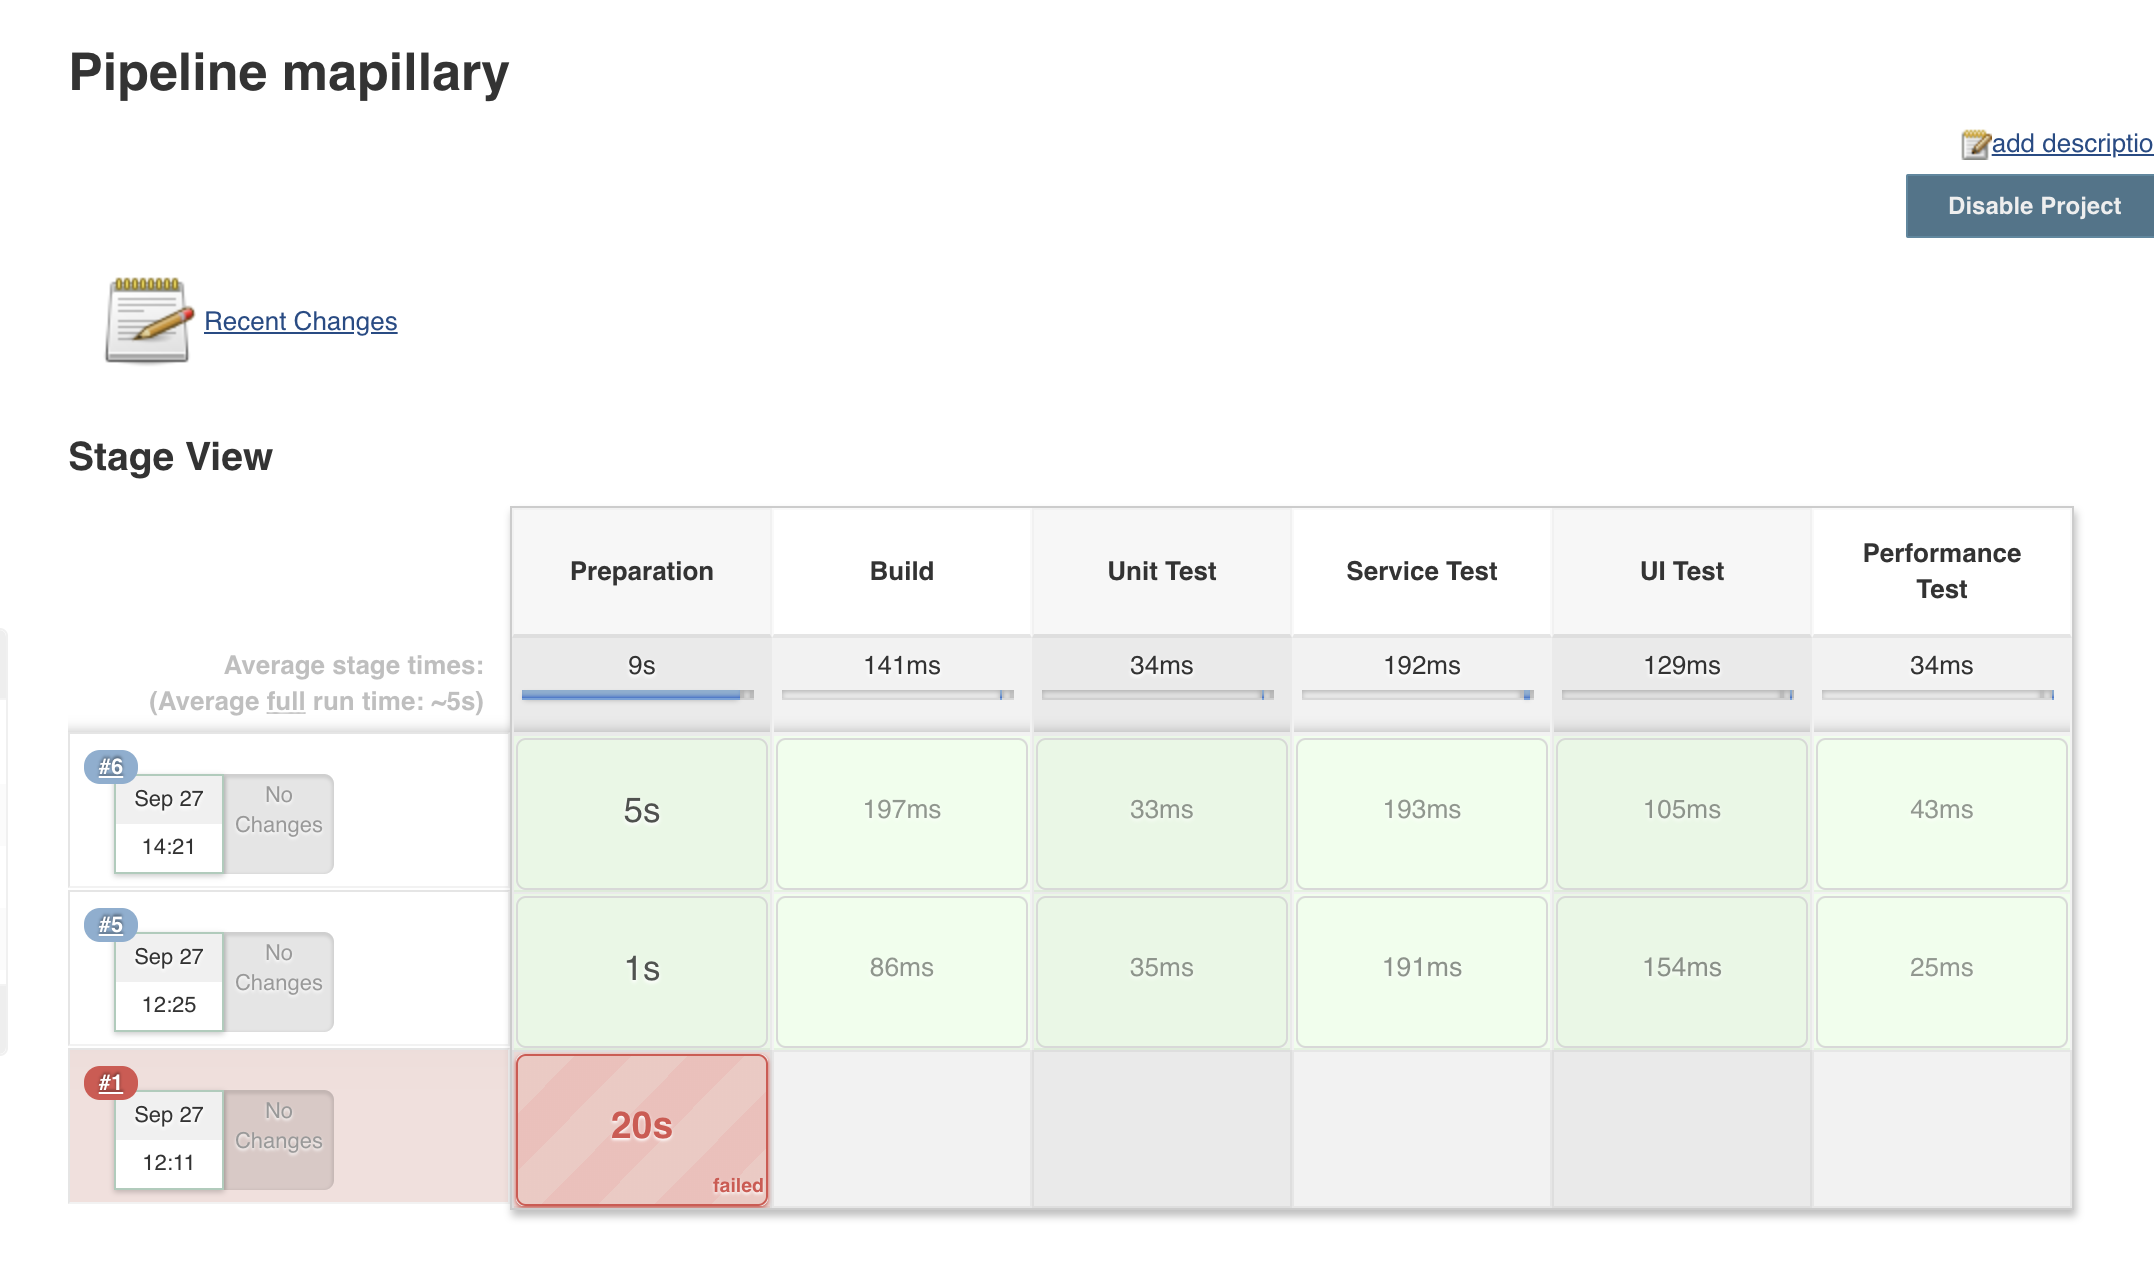 Pipeline mapillary
add descriptio
Disable Project
Recent Changes
Stage View
Preparation
Build
Unit Test
Service Test
UI Test
Performance
Test
Average stage times:
(Average full run time: ~5s)
9s
141ms
34ms
192ms
129ms
34ms
#6
Sep 27
14:21
No
Changes
5s
197ms
33ms
193ms
105ms
43ms
#5
Sep 27
12:25
No
Changes
1s
86ms
35ms
191ms
154ms
25ms
#1
Sep 27
12:11
No
Changes
20s
failed